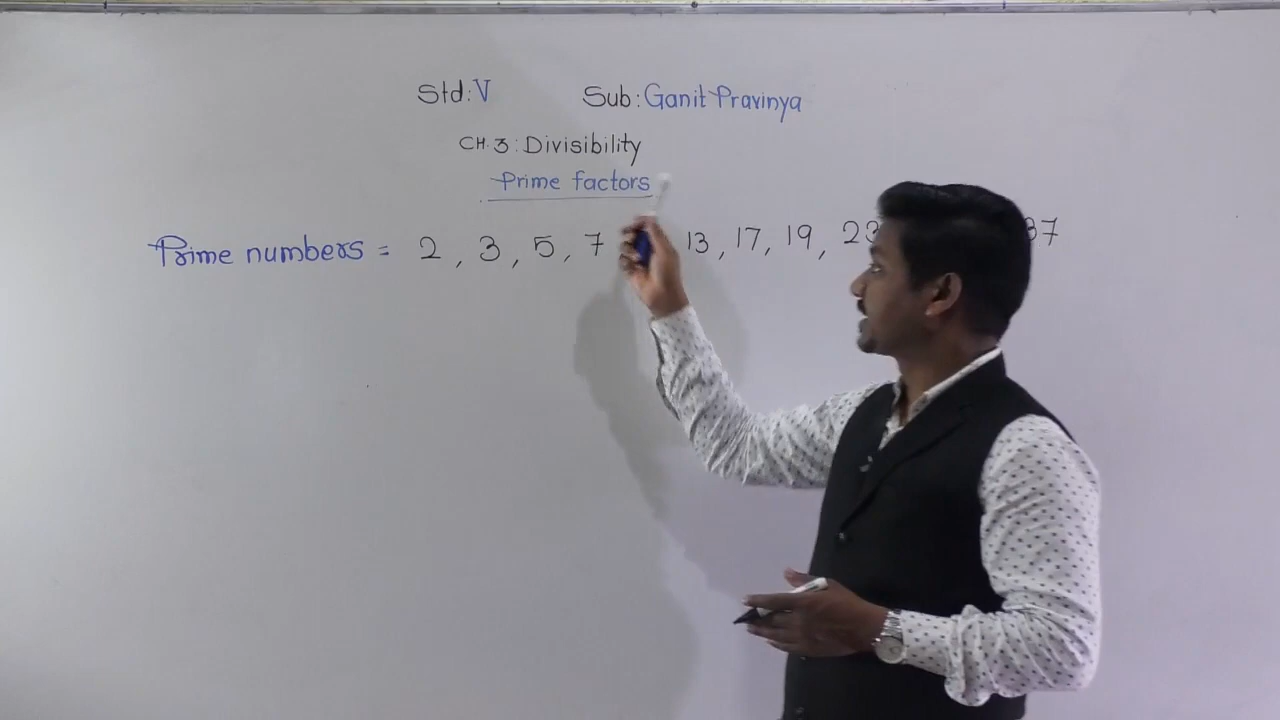 Std: V Sub: Ganit Pravinya
CH. 3: Divisibility
Prime factors
Prime numbers = 2, 3, 5, 7 13, 17, 19, 23 37